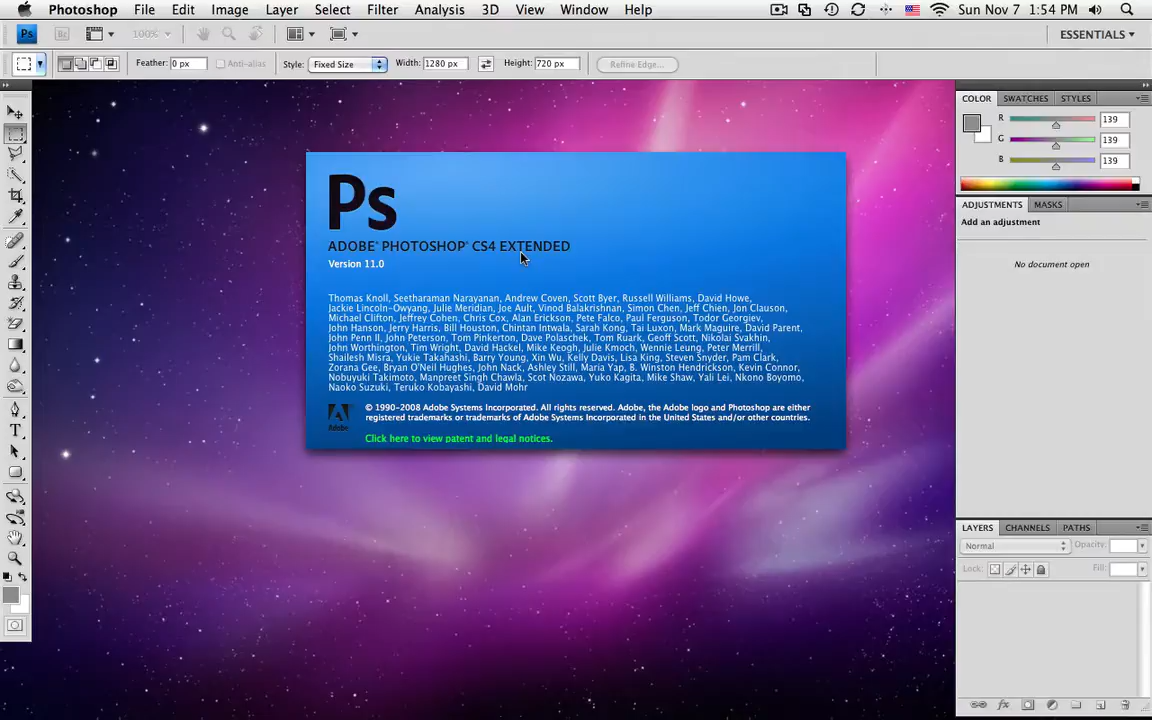 Photoshop File Edit Image Layer Select Filter Analysis 3D View Window Help Sun Nov 7 1:54 PM
Ps Br 100% ESSENTIALS
Feather: 0 px Anti-alias Style: Fixed Size Width: 1280 px Height: 720 px Refine Edge...
COLOR SWATCHES STYLES
R 139
G 139
B 139
ADJUSTMENTS MASKS
Add an adjustment
No document open
Ps
ADOBE® PHOTOSHOP® CS4 EXTENDED
Version 11.0
Thomas Knoll, Seetharaman Narayanan, Andrew Coven, Scott Byer, Russell Williams, David Howe,
Jackie Lincoln-Owyang, Julie Meridian, Joe Ault, Vinod Balakrishnan, Simon Chen, Jeff Chien, Jon Clauson,
Michael Clifton, Jeffrey Cohen, Chris Cox, Alan Erickson, Pete Falco, Paul Ferguson, Todor Georgiev,
John Hanson, Jerry Harris, Bill Houston, Chintan Intwala, Sarah Kong, Tai Luxon, Mark Maguire, David Parent,
John Penn II, John Peterson, Tom Pinkerton, Dave Polaschek, Tom Ruark, Geoff Scott, Nikolai Svakhin,
John Worthington, Tim Wright, David Hackel, Mike Keogh, Julie Kmoch, Wennie Leung, Peter Merrill,
Shailesh Misra, Yukie Takahashi, Barry Young, Xin Wu, Kelly Davis, Lisa King, Steven Snyder, Pam Clark,
Zorana Gee, Bryan O'Neil Hughes, John Nack, Ashley Still, Maria Yap, B. Winston Hendrickson, Kevin Connor,
Nobuyuki Takimoto, Manpreet Singh Chawla, Scot Nozawa, Yuko Kagita, Mike Shaw, Yali Lei, Nkono Boyomo,
Naoko Suzuki, Teruko Kobayashi, David Mohr
Adobe
© 1990-2008 Adobe Systems Incorporated. All rights reserved. Adobe, the Adobe logo and Photoshop are either
registered trademarks or trademarks of Adobe Systems Incorporated in the United States and/or other countries.
Click here to view patent and legal notices.
LAYERS CHANNELS PATHS
Normal Opacity:
Lock: Fill:
T
fx